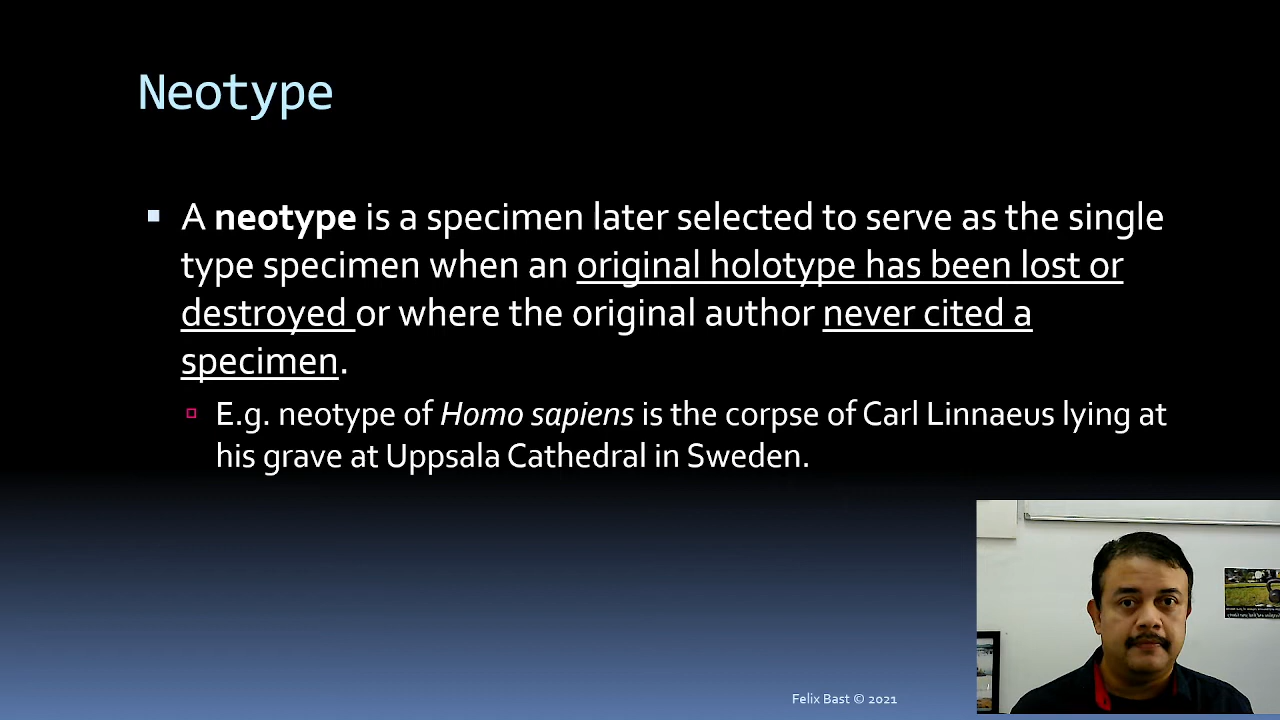 Neotype
A neotype is a specimen later selected to serve as the single
type specimen when an original holotype has been lost or
destroyed or where the original author never cited a
specimen.
E.g. neotype of Homo sapiens is the corpse of Carl Linnaeus lying at
his grave at Uppsala Cathedral in Sweden.
Felix Bast © 2021